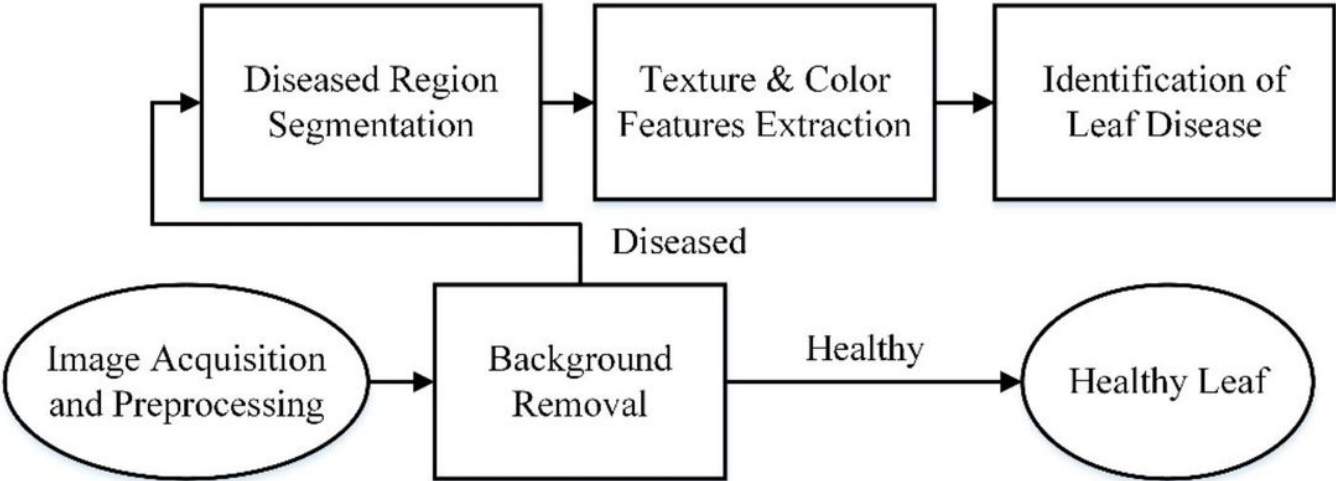 Diseased Region
Segmentation
Texture & Color
Features Extraction
Identification of
Leaf Disease
Diseased
Image Acquisition
and Preprocessing
Background
Removal
Healthy
Healthy Leaf